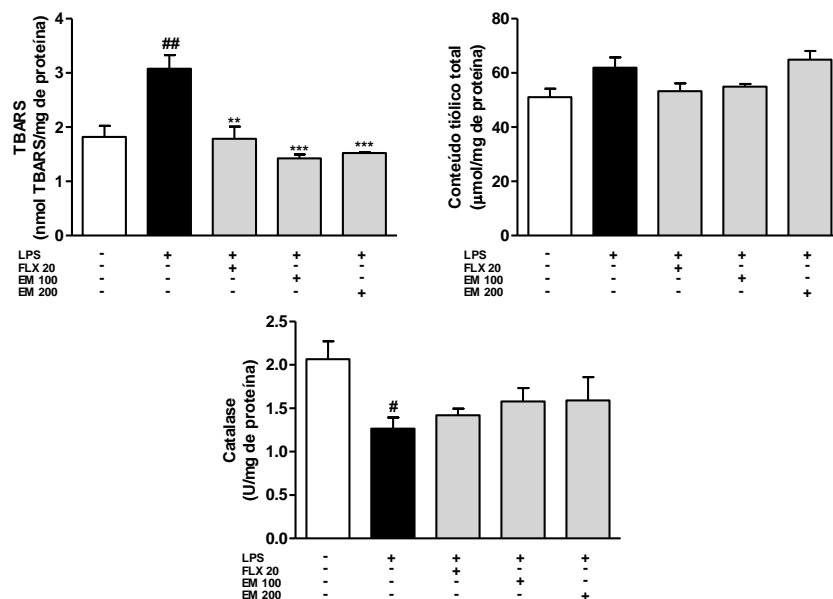 TBARS
(nmol TBARS/mg de proteína)
4
3
2
1
0
##
**
***
***
LPS - + + + +
FLX 20 - - + - -
EM 100 - - - + -
EM 200 - - - - +
Conteúdo tiólico total
(µmol/mg de proteína)
80
60
40
20
0
LPS - + + + +
FLX 20 - - + - -
EM 100 - - - + -
EM 200 - - - - +
Catalase
(U/mg de proteína)
2.5
2.0
1.5
1.0
0.5
0.0
#
LPS - + + + +
FLX 20 - - + - -
EM 100 - - - + -
EM 200 - - - - +